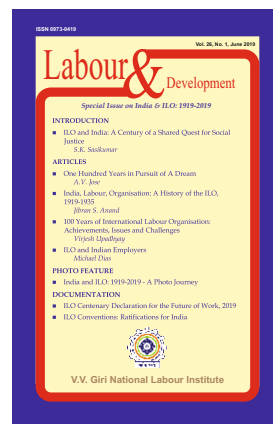 ISSN 0973-0419
Vol. 26, No. 1, June 2019
Labour & Development
Special Issue on India & ILO: 1919-2019
INTRODUCTION
ILO and India: A Century of a Shared Quest for Social
Justice
S.K. Sasikumar
ARTICLES
One Hundred Years in Pursuit of A Dream
A.V. Jose
India, Labour, Organisation: A History of the ILO,
1919-1935
Jibran S. Anand
100 Years of International Labour Organisation:
Achievements, Issues and Challenges
Virjesh Upadhyay
ILO and Indian Employers
Michael Dias
PHOTO FEATURE
India and ILO: 1919-2019 - A Photo Journey
DOCUMENTATION
ILO Centenary Declaration for the Future of Work, 2019
ILO Conventions: Ratifications for India
V.V. Giri National Labour Institute